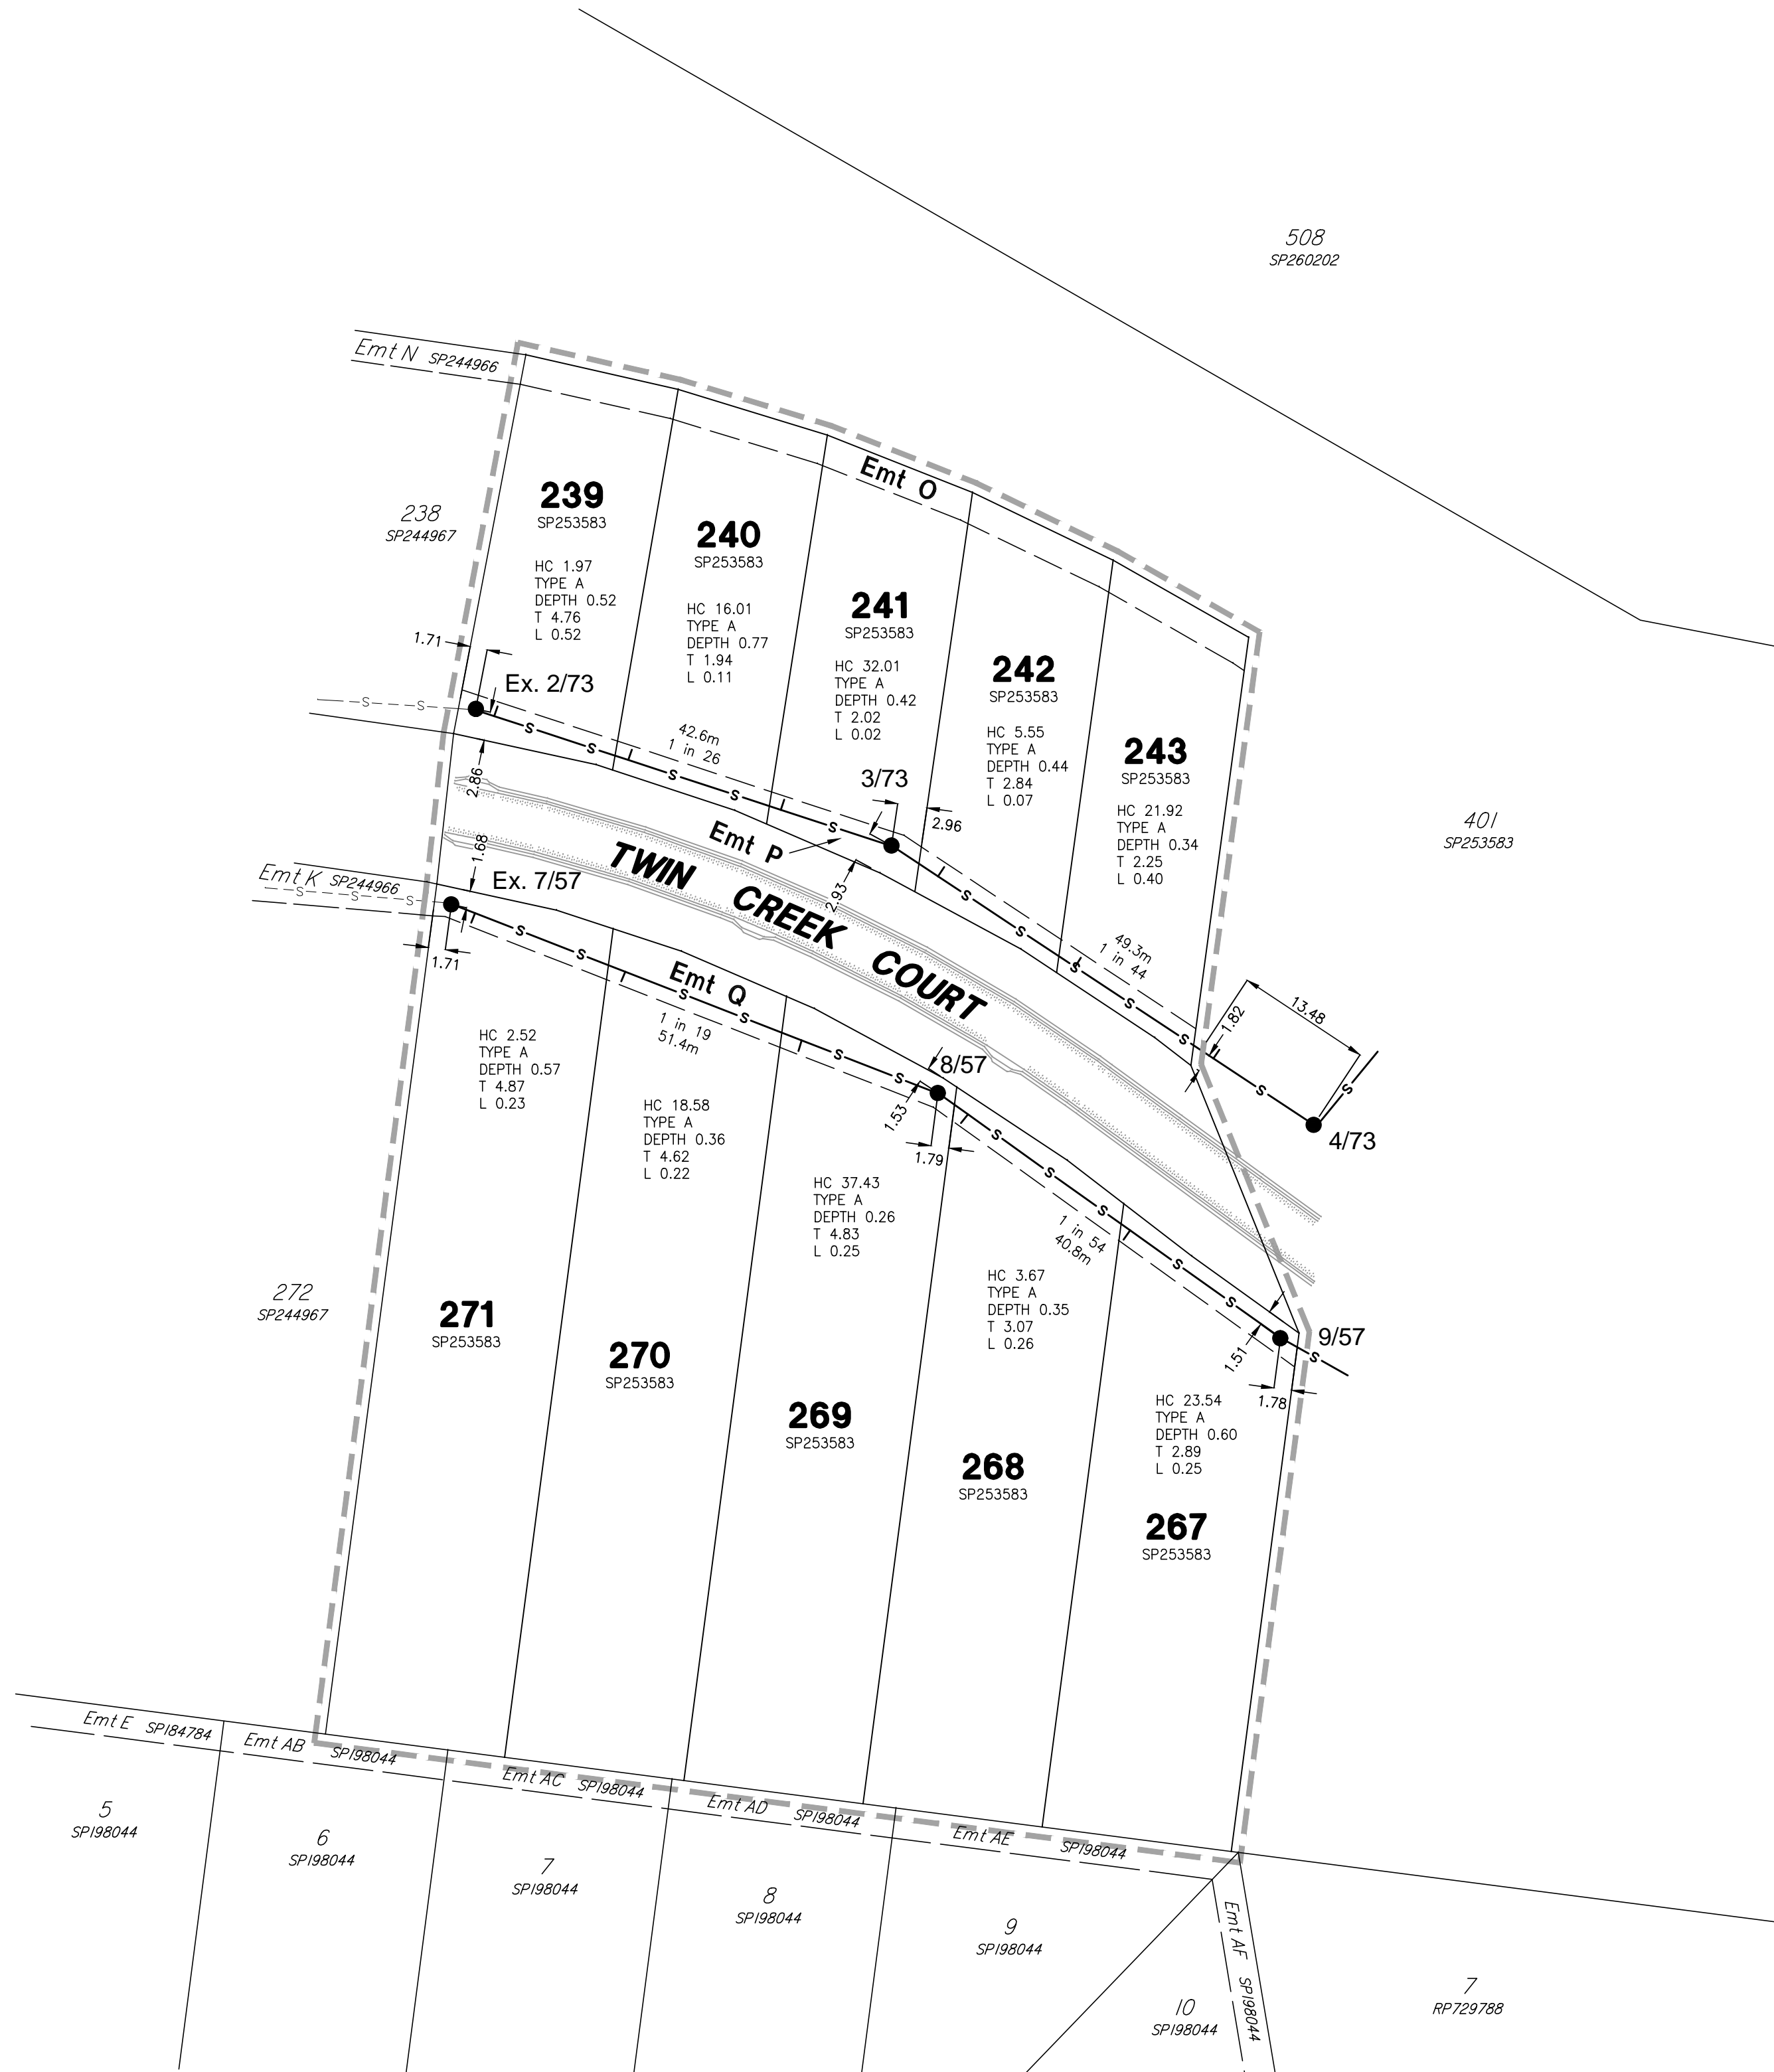 508
SP260202
Emt N SP244966
Emt O
238
SP244967
239
SP253583
HC 1.97
TYPE A
DEPTH 0.52
T 4.76
L 0.52
240
SP253583
HC 16.01
TYPE A
DEPTH 0.77
T 1.94
L 0.11
241
SP253583
HC 32.01
TYPE A
DEPTH 0.42
T 2.02
L 0.02
242
SP253583
HC 5.55
TYPE A
DEPTH 0.44
T 2.84
L 0.07
243
SP253583
HC 21.92
TYPE A
DEPTH 0.34
T 2.25
L 0.40
401
SP253583
1.71
Ex. 2/73
S
S
S
S
42.6m
1 in 26
S
S
S
3/73
2.96
2.86
Emt P
2.93
S
S
S
49.3m
1 in 44
S
S
1.82
13.48
S
S
4/73
TWIN CREEK COURT
1.68
Emt K SP244966
S
S
S
Ex. 7/57
1.71
S
S
Emt Q
S
S
1 in 19
51.4m
S
S
8/57
1.53
1.79
S
S
S
1 in 54
40.8m
S
S
9/57
S
1.51
1.78
HC 2.52
TYPE A
DEPTH 0.57
T 4.87
L 0.23
HC 18.58
TYPE A
DEPTH 0.36
T 4.62
L 0.22
HC 37.43
TYPE A
DEPTH 0.26
T 4.83
L 0.25
HC 3.67
TYPE A
DEPTH 0.35
T 3.07
L 0.26
HC 23.54
TYPE A
DEPTH 0.60
T 2.89
L 0.25
272
SP244967
271
SP253583
270
SP253583
269
SP253583
268
SP253583
267
SP253583
Emt E SP184784
Emt AB SP198044
Emt AC SP198044
Emt AD SP198044
Emt AE SP198044
Emt AF SP198044
5
SP198044
6
SP198044
7
SP198044
8
SP198044
9
SP198044
10
SP198044
7
RP729788